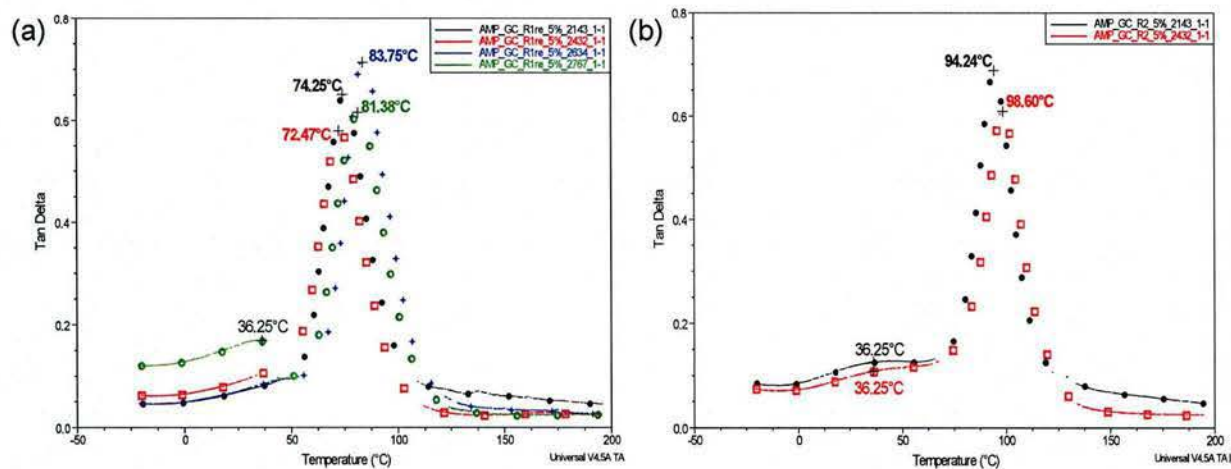 (a)
0.8
0.6
0.4
0.2
0.0
Tan Delta
-50
0
50
100
150
200
Temperature (°C)
Universal V4.5A TA
AMP_GC_R1re_5%_2143_1-1
AMP_GC_R1re_5%_2432_1-1
AMP_GC_R1re_5%_2634_1-1
AMP_GC_R1re_5%_2767_1-1
83.75°C
74.25°C
81.38°C
72.47°C
36.25°C
(b)
0.8
0.6
0.4
0.2
0.0
Tan Delta
-50
0
50
100
150
200
Temperature (°C)
Universal V4.5A TA
AMP_GC_R2_5%_2143_1-1
AMP_GC_R2_5%_2432_1-1
94.24°C
98.60°C
36.25°C
36.25°C